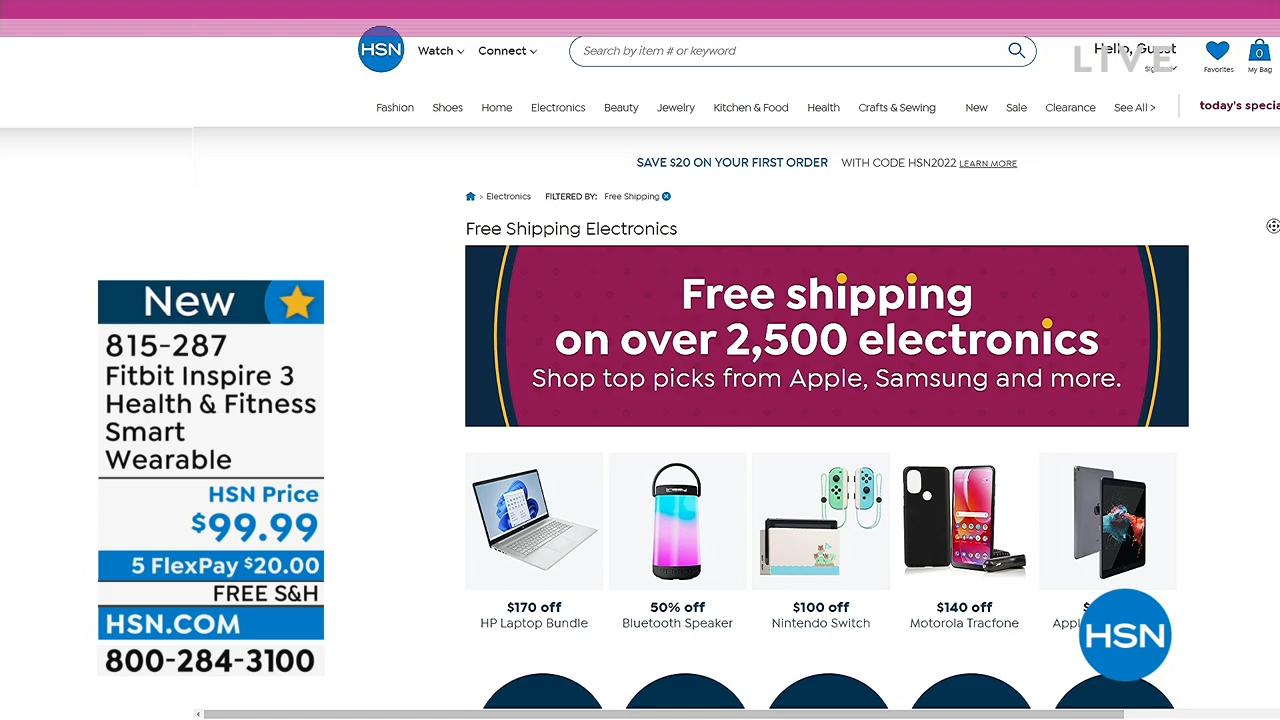 HSN
Watch
Connect
Search by item # or keyword
Hello, Guest
LIVE
Favorites
0
My Bag
Fashion Shoes Home Electronics Beauty Jewelry Kitchen & Food Health Crafts & Sewing New Sale Clearance See All >
today's specia
SAVE $20 ON YOUR FIRST ORDER WITH CODE HSN2022 LEARN MORE
> Electronics FILTERED BY: Free Shipping
Free Shipping Electronics
Free shipping
on over 2,500 electronics
Shop top picks from Apple, Samsung and more.
New
815-287
Fitbit Inspire 3
Health & Fitness
Smart
Wearable
HSN Price
$99.99
5 FlexPay $20.00
FREE S&H
HSN.COM
800-284-3100
$170 off
HP Laptop Bundle
50% off
Bluetooth Speaker
$100 off
Nintendo Switch
$140 off
Motorola Tracfone
$
Appl
HSN